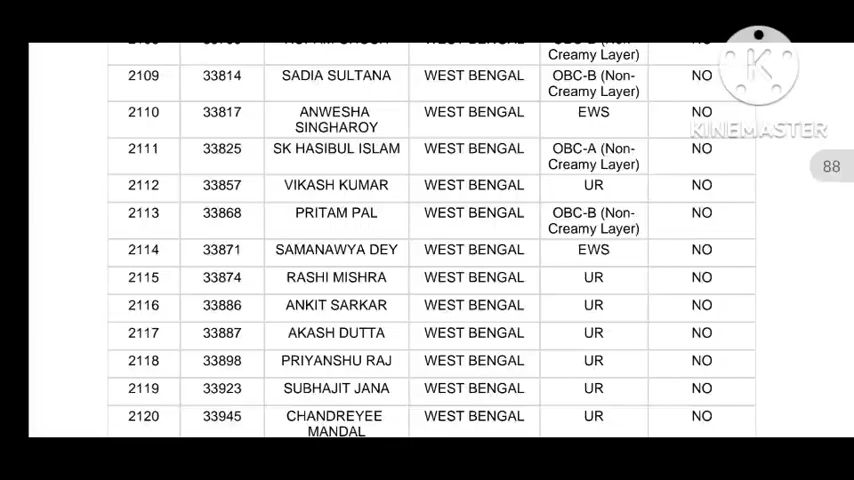 Creamy Layer)
2109 33814 SADIA SULTANA WEST BENGAL OBC-B (Non-Creamy Layer) NO
2110 33817 ANWESHA SINGHAROY WEST BENGAL EWS NO
2111 33825 SK HASIBUL ISLAM WEST BENGAL OBC-A (Non-Creamy Layer) NO
2112 33857 VIKASH KUMAR WEST BENGAL UR NO
2113 33868 PRITAM PAL WEST BENGAL OBC-B (Non-Creamy Layer) NO
2114 33871 SAMANAWYA DEY WEST BENGAL EWS NO
2115 33874 RASHI MISHRA WEST BENGAL UR NO
2116 33886 ANKIT SARKAR WEST BENGAL UR NO
2117 33887 AKASH DUTTA WEST BENGAL UR NO
2118 33898 PRIYANSHU RAJ WEST BENGAL UR NO
2119 33923 SUBHAJIT JANA WEST BENGAL UR NO
2120 33945 CHANDREYEE MANDAL WEST BENGAL UR NO
K
KINEMASTER
88